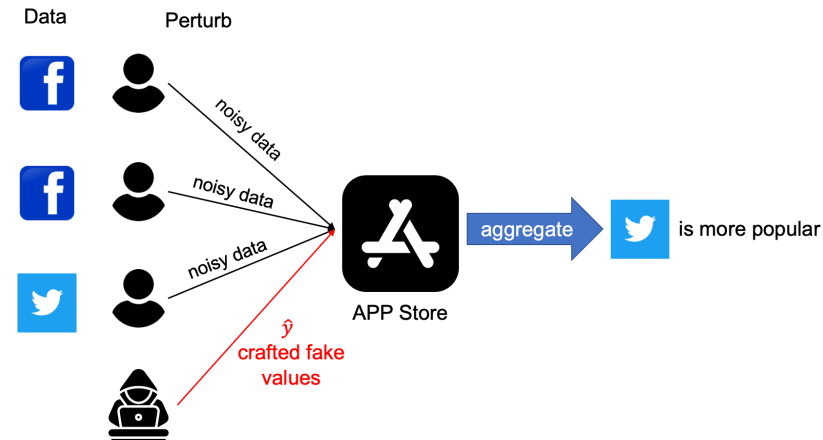 Data
Perturb
noisy data
noisy data
noisy data
ŷ
crafted fake
values
APP Store
aggregate
is more popular